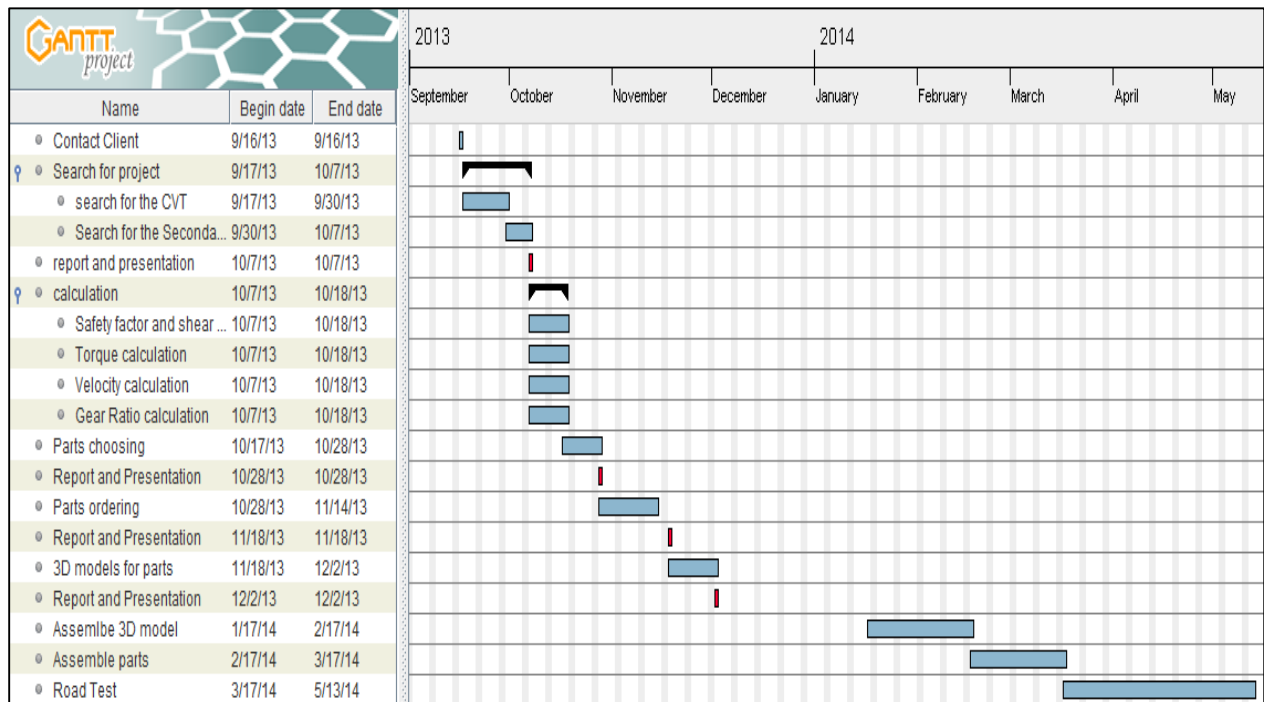 GANTT
project
2013 2014
September October November December January February March April May
Name Begin date End date
Contact Client 9/16/13 9/16/13
Search for project 9/17/13 10/7/13
search for the CVT 9/17/13 9/30/13
Search for the Seconda... 9/30/13 10/7/13
report and presentation 10/7/13 10/7/13
calculation 10/7/13 10/18/13
Safety factor and shear ... 10/7/13 10/18/13
Torque calculation 10/7/13 10/18/13
Velocity calculation 10/7/13 10/18/13
Gear Ratio calculation 10/7/13 10/18/13
Parts choosing 10/17/13 10/28/13
Report and Presentation 10/28/13 10/28/13
Parts ordering 10/28/13 11/14/13
Report and Presentation 11/18/13 11/18/13
3D models for parts 11/18/13 12/2/13
Report and Presentation 12/2/13 12/2/13
Assemlbe 3D model 1/17/14 2/17/14
Assemble parts 2/17/14 3/17/14
Road Test 3/17/14 5/13/14